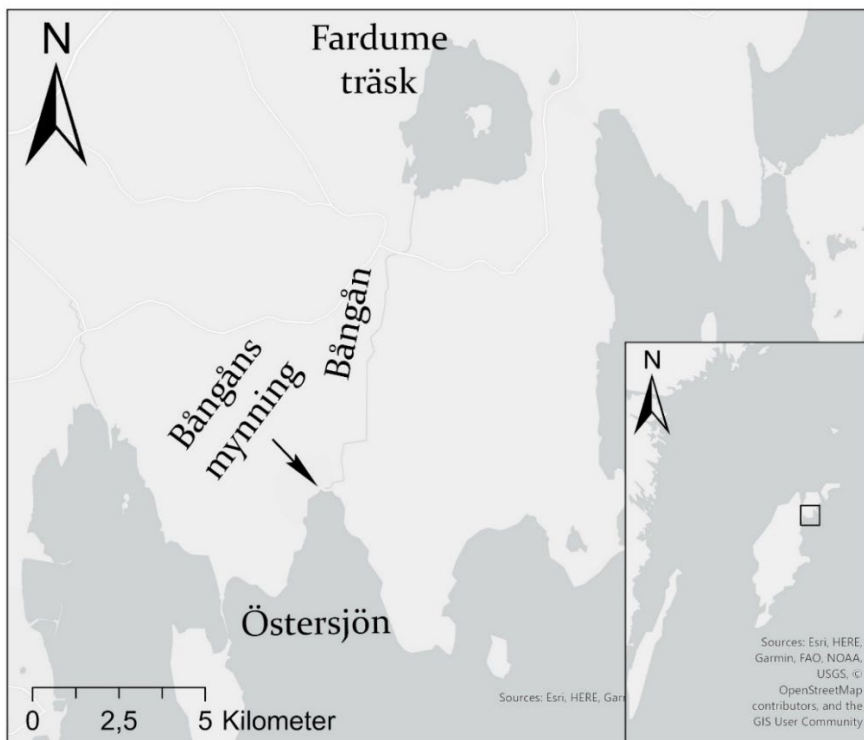 N
Fardume
träsk
Bångån
Bångåns
mynning
Östersjön
0 2,5 5 Kilometer
Sources: Esri, HERE, Garr
N
Sources: Esri, HERE,
Garmin, FAO, NOAA,
USGS, ©
OpenStreetMap
contributors, and the
GIS User Community